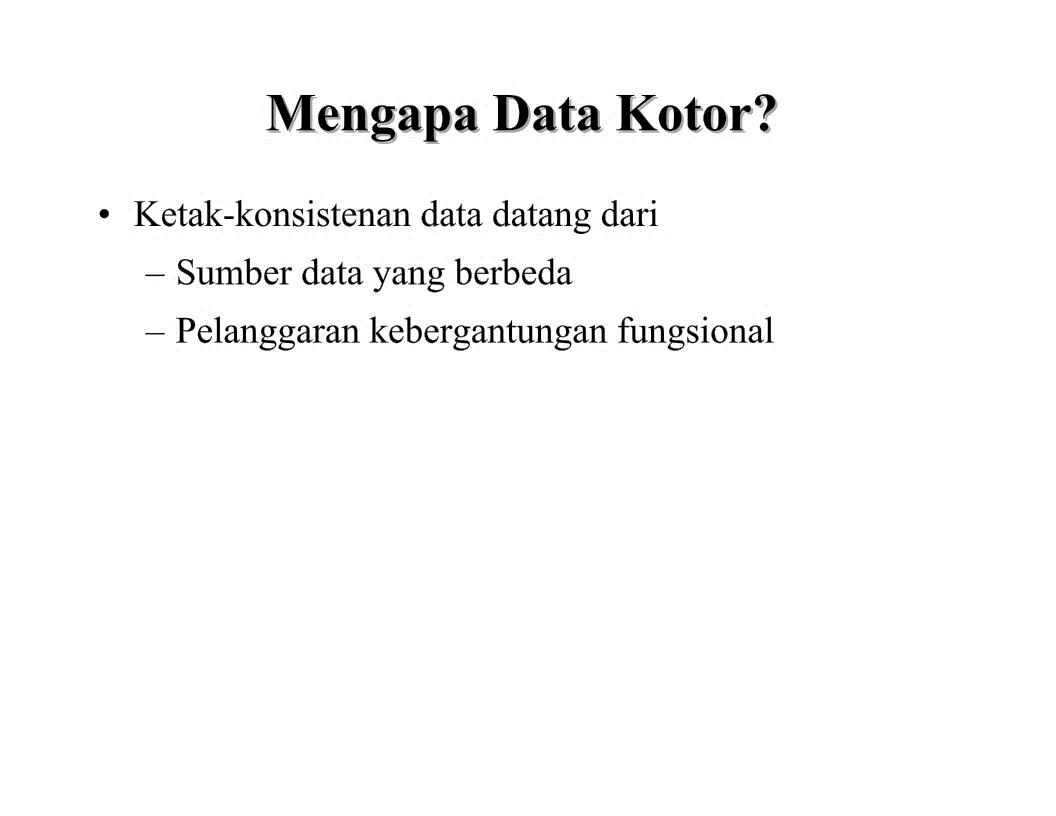 Mengapa Data Kotor?
• Ketak-konsistenan data datang dari
– Sumber data yang berbeda
– Pelanggaran kebergantungan fungsional